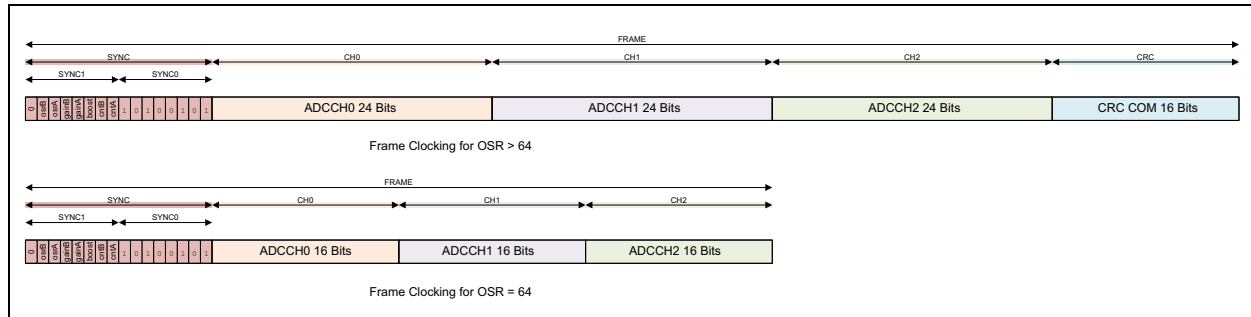 FRAME
SYNC CH0 CH1 CH2 CRC
SYNC1 SYNC0
0 osrB osrA gainB gainA boost cntB cntA 1 0 1 0 0 1 0 1 ADCCH0 24 Bits ADCCH1 24 Bits ADCCH2 24 Bits CRC COM 16 Bits
Frame Clocking for OSR > 64
FRAME
SYNC CH0 CH1 CH2
SYNC1 SYNC0
0 osrB osrA gainB gainA boost cntB cntA 1 0 1 0 0 1 0 1 ADCCH0 16 Bits ADCCH1 16 Bits ADCCH2 16 Bits
Frame Clocking for OSR = 64